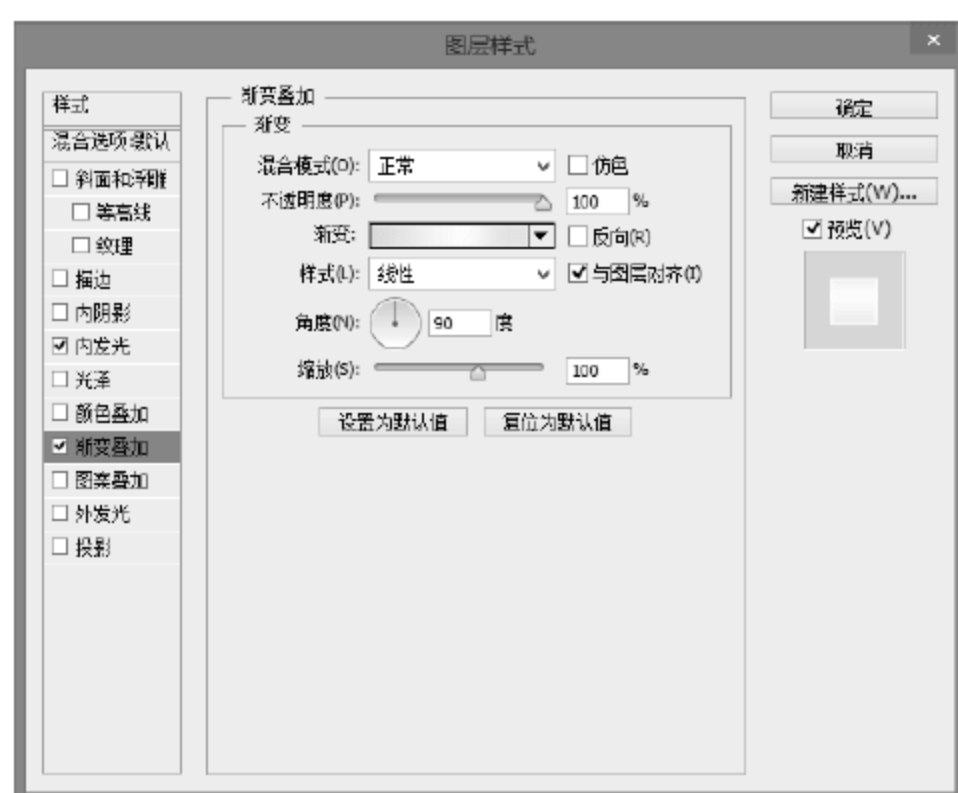 图层样式
×
样式
混合选项:默认
斜面和浮雕
等高线
纹理
描边
内阴影
内发光
光泽
颜色叠加
渐变叠加
图案叠加
外发光
投影
渐变叠加
渐变
混合模式(O): 正常 仿色
不透明度(P): 100 %
渐变: 反向(R)
样式(L): 线性 与图层对齐(I)
角度(N): 90 度
缩放(S): 100 %
设置为默认值 复位为默认值
确定
取消
新建样式(W)...
预览(V)